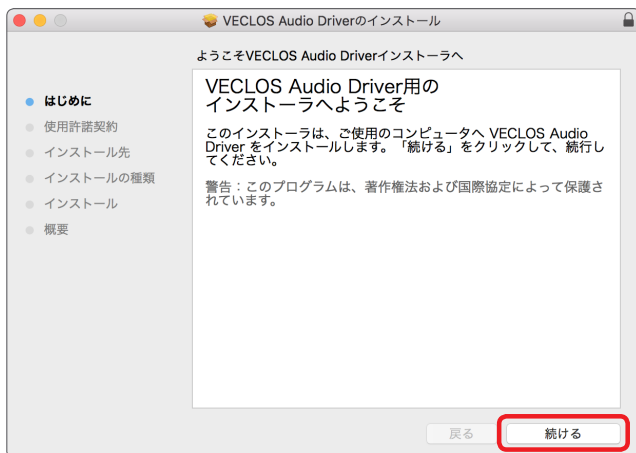 VECLOS Audio Driverのインストール
ようこそVECLOS Audio Driverインストーラへ
はじめに
使用許諾契約
インストール先
インストールの種類
インストール
概要
VECLOS Audio Driver用の
インストーラへようこそ
このインストーラは、ご使用のコンピュータへ VECLOS Audio
Driver をインストールします。「続ける」をクリックして、続行し
てください。
警告：このプログラムは、著作権法および国際協定によって保護さ
れています。
戻る
続ける